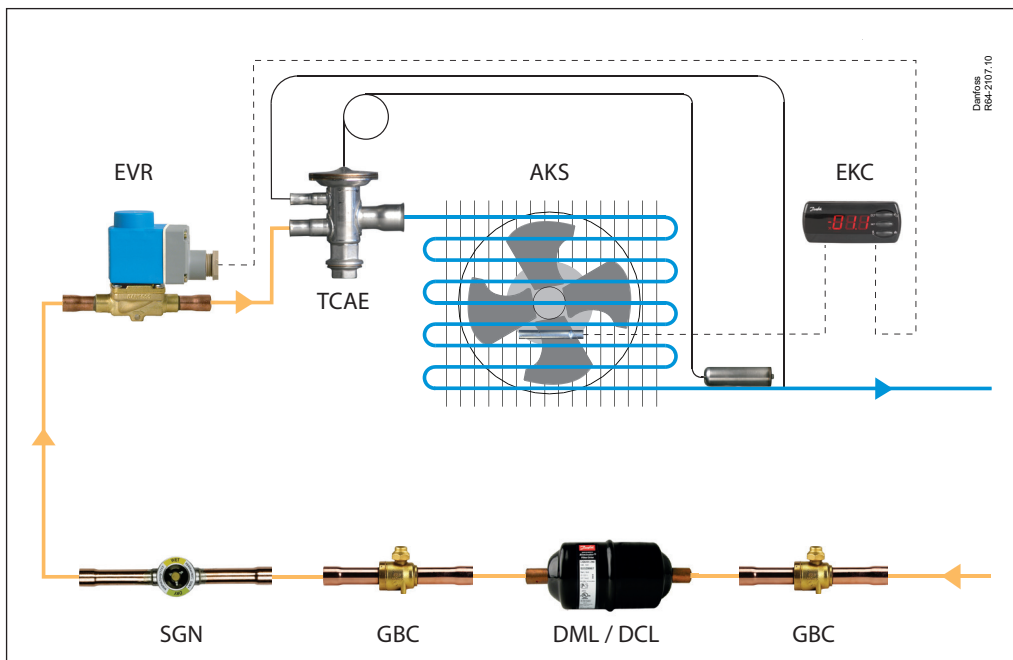 Danfoss
R64-2107.10
EVR
AKS
EKC
TCAE
SGN
GBC
DML / DCL
GBC